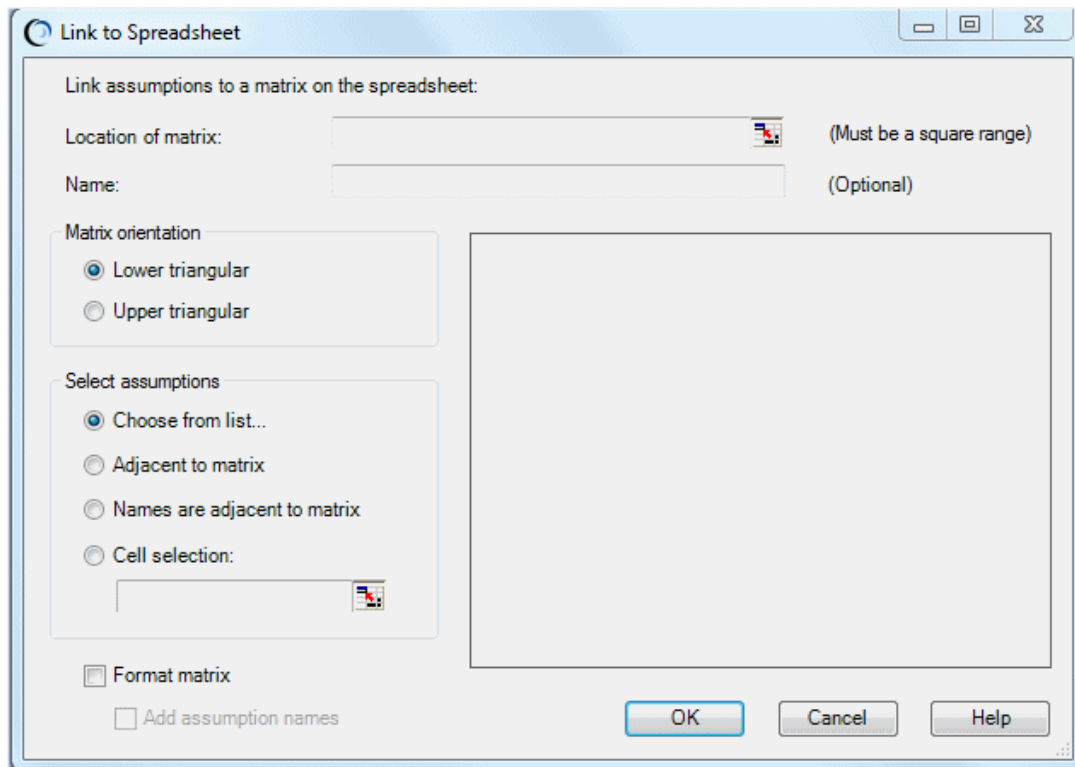 Link to Spreadsheet
Link assumptions to a matrix on the spreadsheet:
Location of matrix: (Must be a square range)
Name: (Optional)
Matrix orientation
Lower triangular
Upper triangular
Select assumptions
Choose from list...
Adjacent to matrix
Names are adjacent to matrix
Cell selection:
Format matrix
Add assumption names
OK Cancel Help